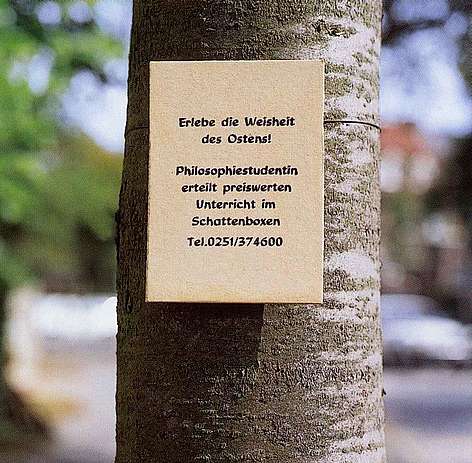 Erlebe die Weisheit
des Ostens!
Philosophiestudentin
erteilt preiswerten
Unterricht im
Schattenboxen
Tel.0251/374600